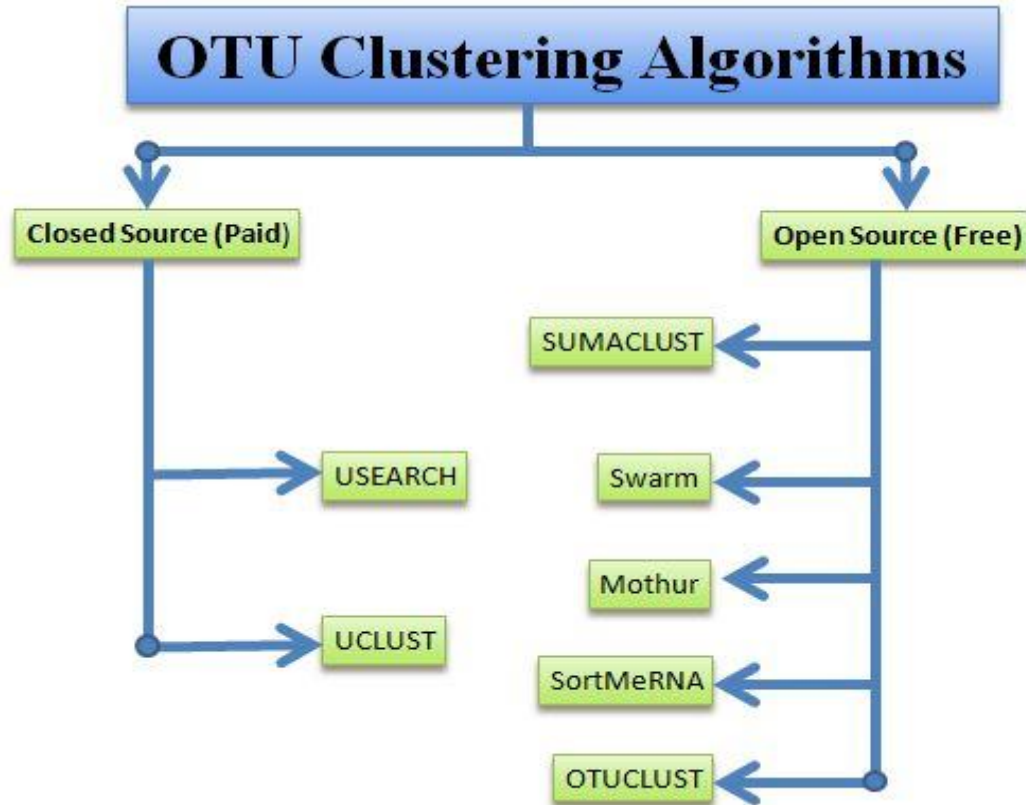 OTU Clustering Algorithms
Closed Source (Paid)
USEARCH
UCLUST
Open Source (Free)
SUMACLUST
Swarm
Mothur
SortMeRNA
OTUCLUST